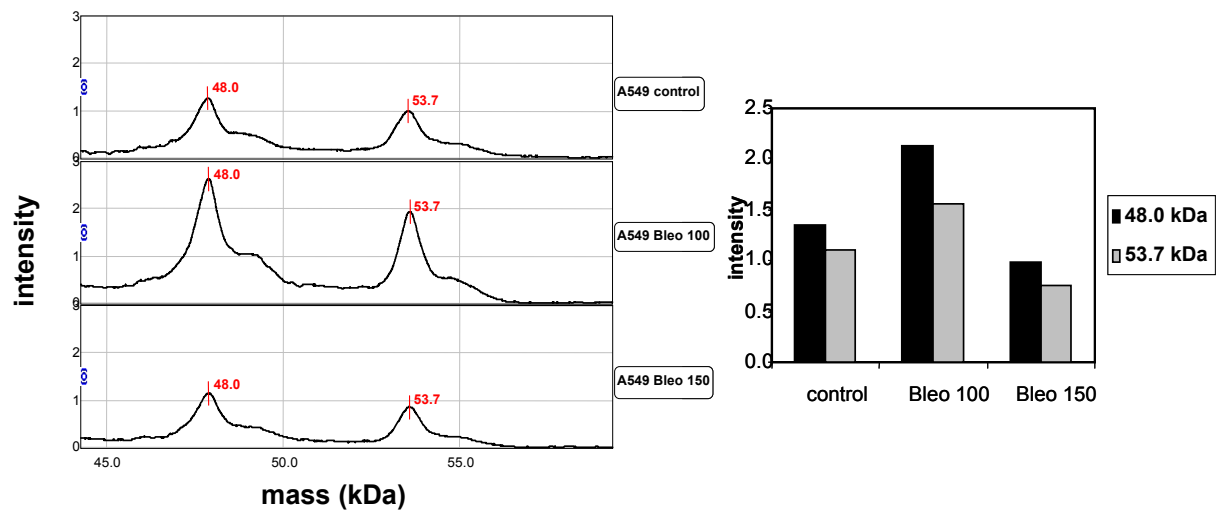 3
2
1
0
48.0
53.7
A549 control
3
2
1
0
48.0
53.7
A549 Bleo 100
3
2
1
0
48.0
53.7
A549 Bleo 150
45.0 50.0 55.0
intensity
mass (kDa)
2.5
2.0
1.5
1.0
0.5
0.0
intensity
control Bleo 100 Bleo 150
48.0 kDa
53.7 kDa